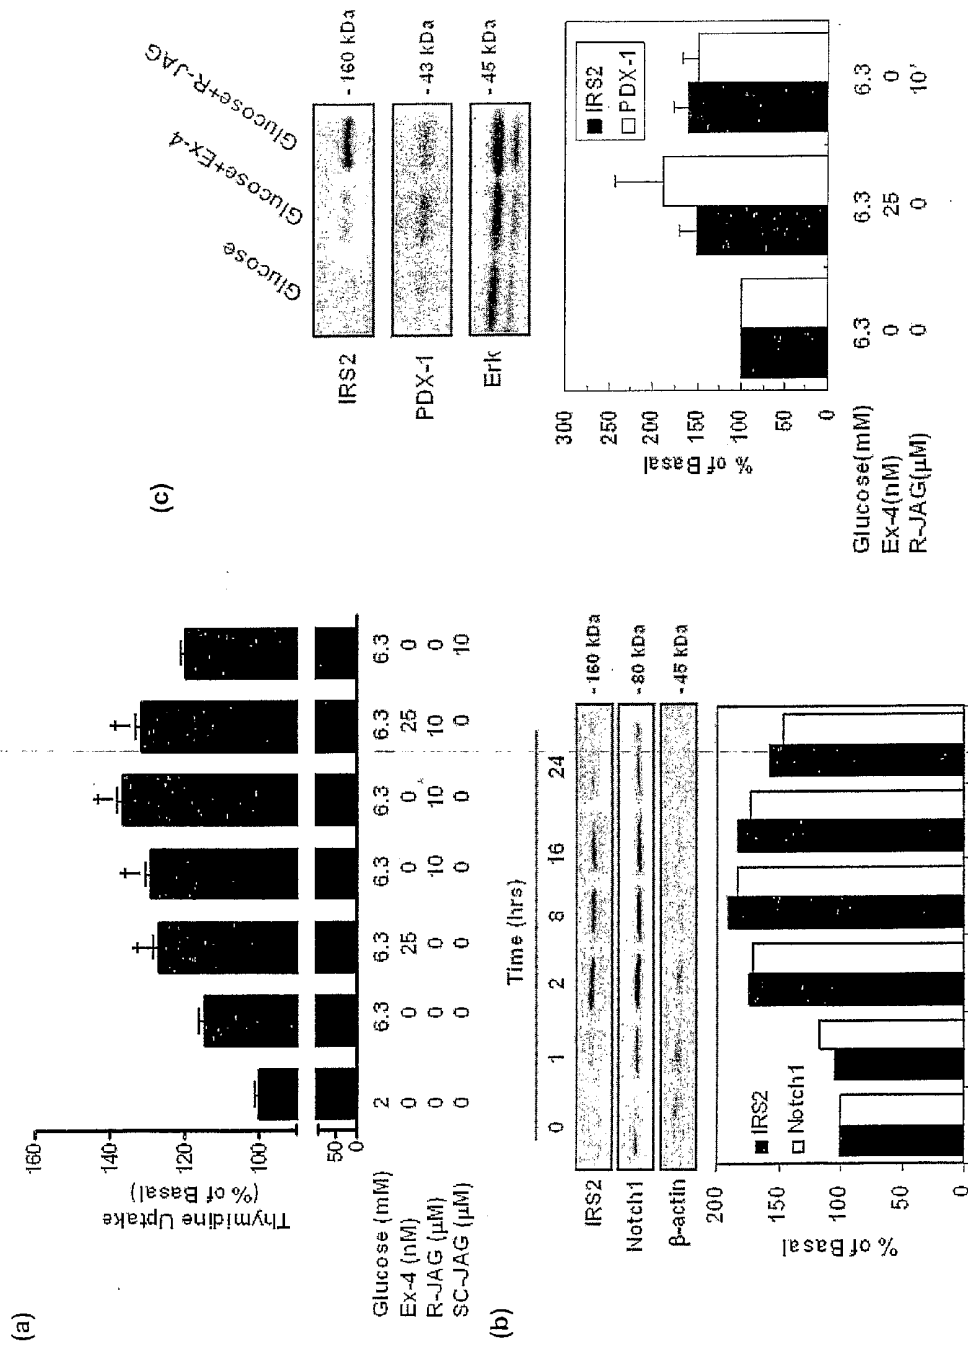 (a)
160
140
120
100
50
0
Thymidine Uptake
(% of Basal)
Glucose (mM) 2 6.3 6.3 6.3 6.3 6.3 6.3
Ex-4 (nM) 0 0 25 0 0 25 0
R-JAG (μM) 0 0 0 10 10 10 0
SC-JAG (μM) 0 0 0 0 0 0 10
(b)
Time (hrs)
0 1 2 8 16 24
IRS2 - 160 kDa
Notch1 - 80 kDa
β-actin - 45 kDa
200
150
100
50
0
% of Basal
IRS2
Notch1
(c)
Glucose
Glucose+Ex-4
Glucose+R-JAG
IRS2 - 160 kDa
PDX-1 - 43 kDa
Erk - 45 kDa
300
250
200
150
100
50
0
% of Basal
IRS2
PDX-1
Glucose(mM) 6.3 6.3 6.3
Ex-4(nM) 0 25 0
R-JAG(μM) 0 0 10